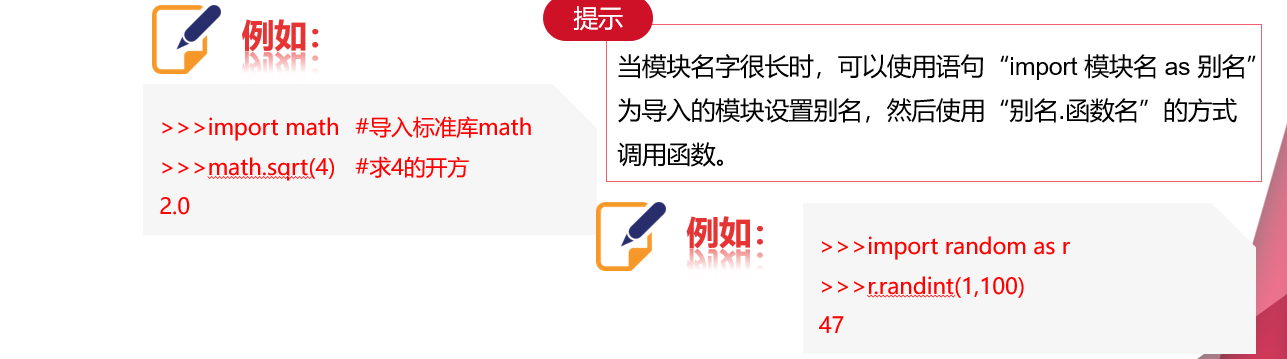 例如：
>>>import math #导入标准库math
>>>math.sqrt(4) #求4的开方
2.0
提示
当模块名字很长时，可以使用语句“import 模块名 as 别名”
为导入的模块设置别名，然后使用“别名.函数名”的方式
调用函数。
例如：
>>>import random as r
>>>r.randint(1,100)
47